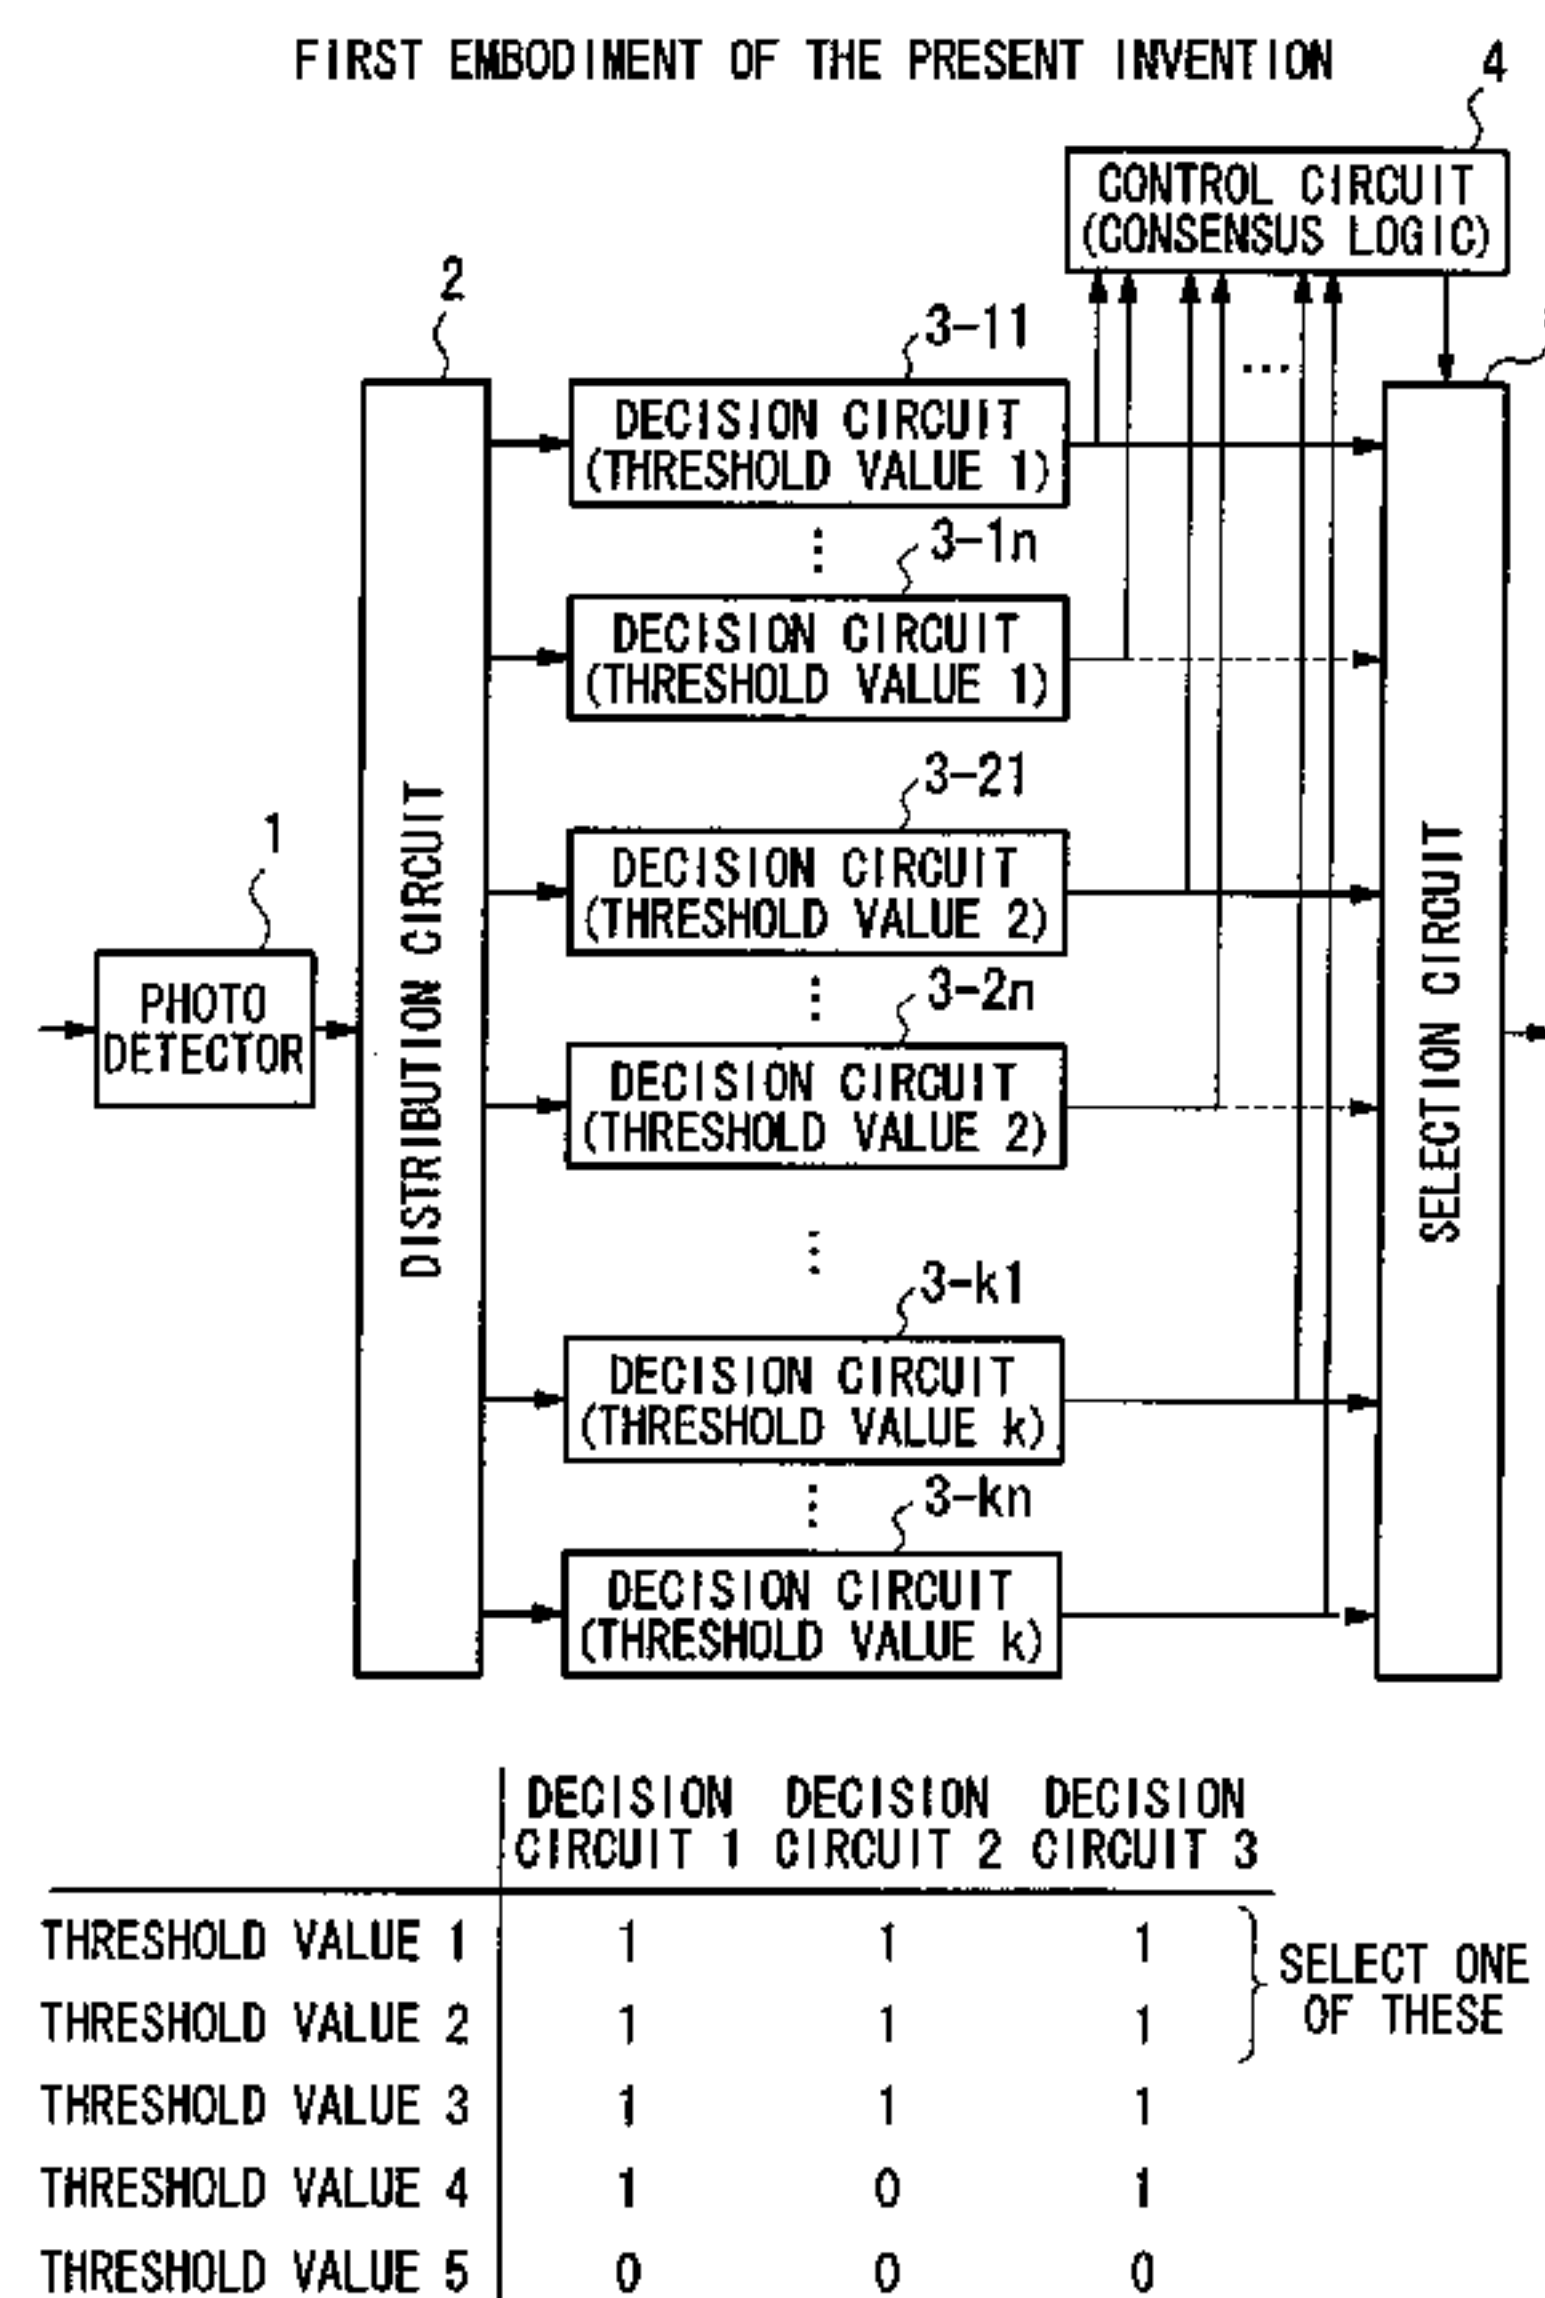 FIRST EMBODIMENT OF THE PRESENT INVENTION
4
CONTROL CIRCUIT
(CONSENSUS LOGIC)
2
3-11
DECISION CIRCUIT
(THRESHOLD VALUE 1)
3-1n
DECISION CIRCUIT
(THRESHOLD VALUE 1)
3-21
DECISION CIRCUIT
(THRESHOLD VALUE 2)
1
PHOTO
DETECTOR
DISTRIBUTION CIRCUIT
3-2n
DECISION CIRCUIT
(THRESHOLD VALUE 2)
SELECTION CIRCUIT
3-k1
DECISION CIRCUIT
(THRESHOLD VALUE k)
3-kn
DECISION CIRCUIT
(THRESHOLD VALUE k)
DECISION DECISION DECISION
CIRCUIT 1 CIRCUIT 2 CIRCUIT 3
THRESHOLD VALUE 1 1 1 1
SELECT ONE
OF THESE
THRESHOLD VALUE 2 1 1 1
THRESHOLD VALUE 3 1 1 1
THRESHOLD VALUE 4 1 0 1
THRESHOLD VALUE 5 0 0 0